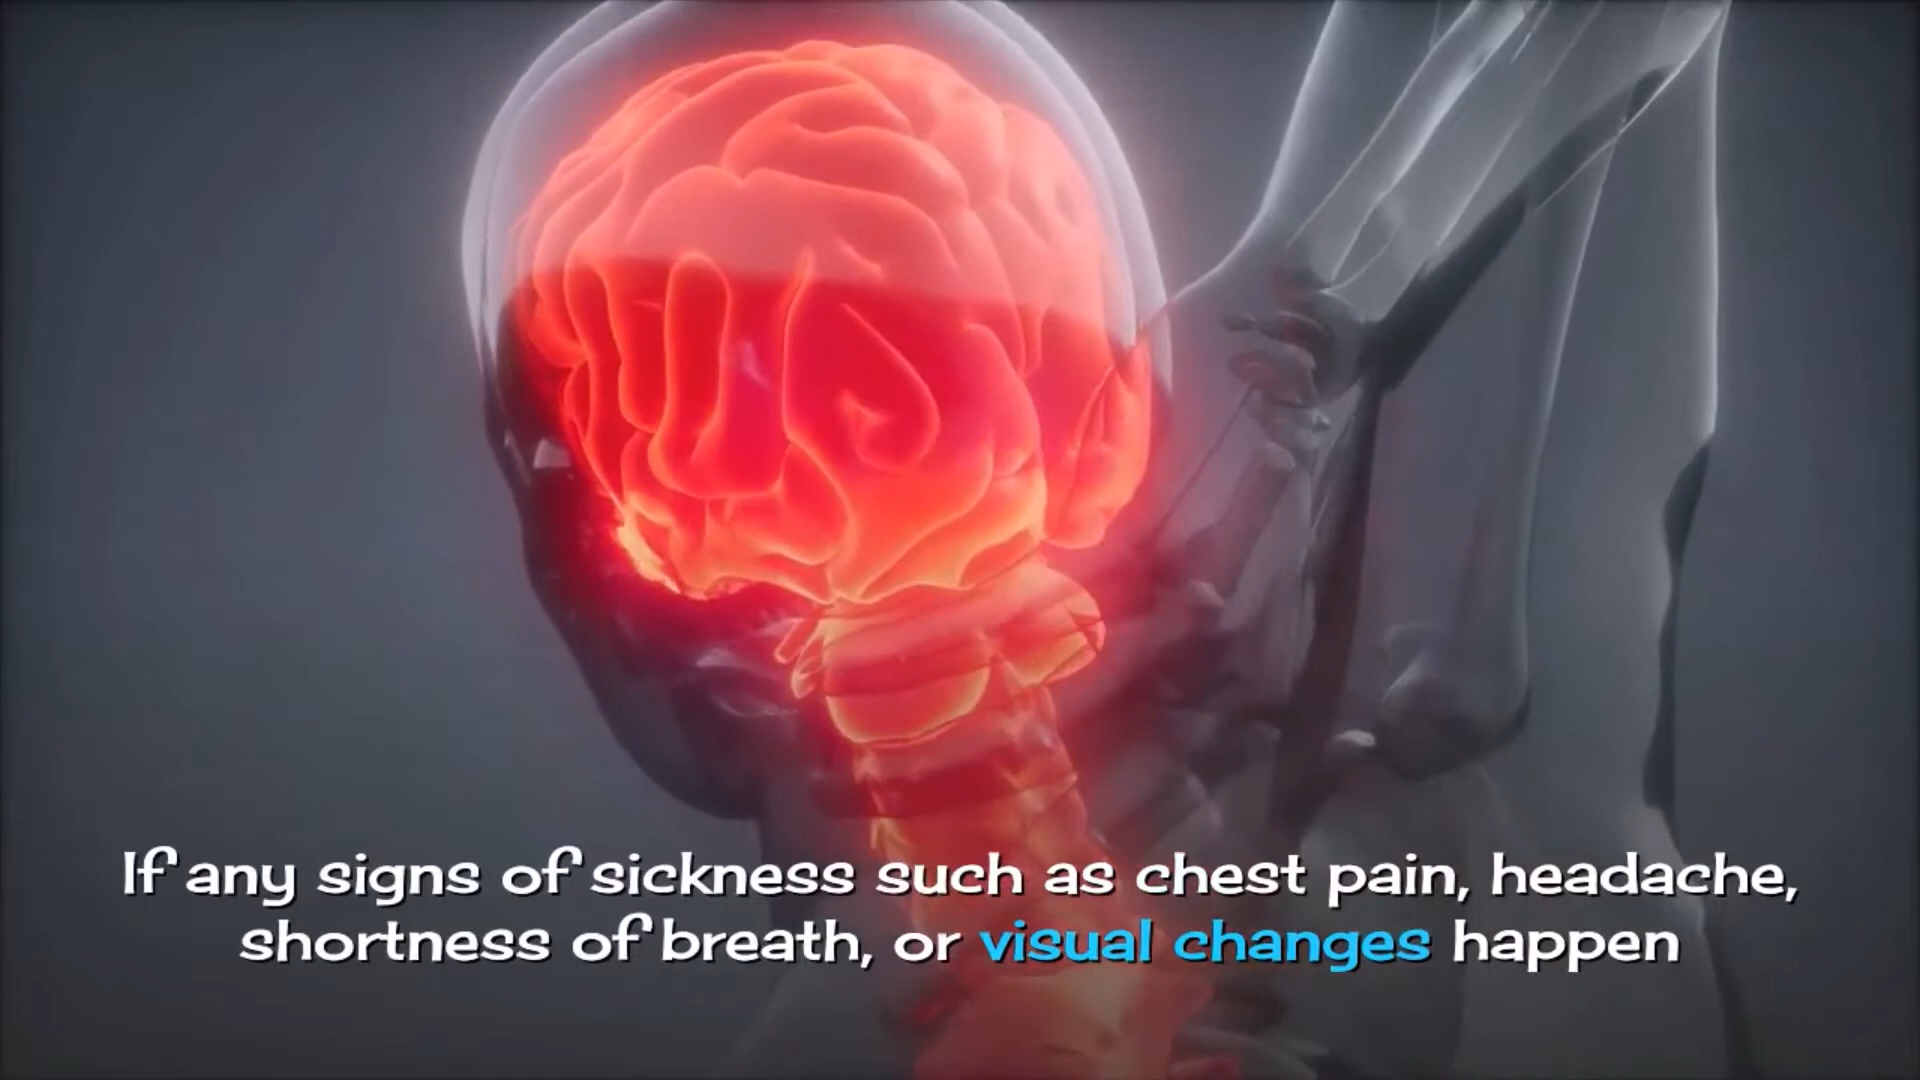 If any signs of sickness such as chest pain, headache,
shortness of breath, or visual changes happen